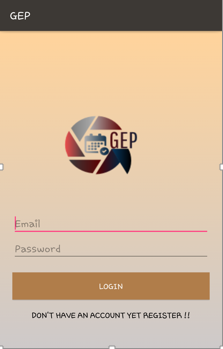 GEP
GEP
Email
Password
LOGIN
DON'T HAVE AN ACCOUNT YET REGISTER !!